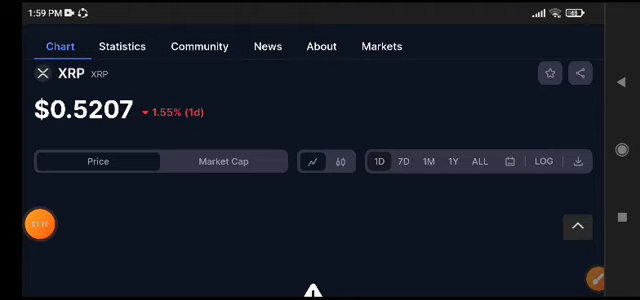 1:59 PM
Chart Statistics Community News About Markets
XRP XRP
$0.5207 1.55% (1d)
Price Market Cap 1D 7D 1M 1Y ALL LOG